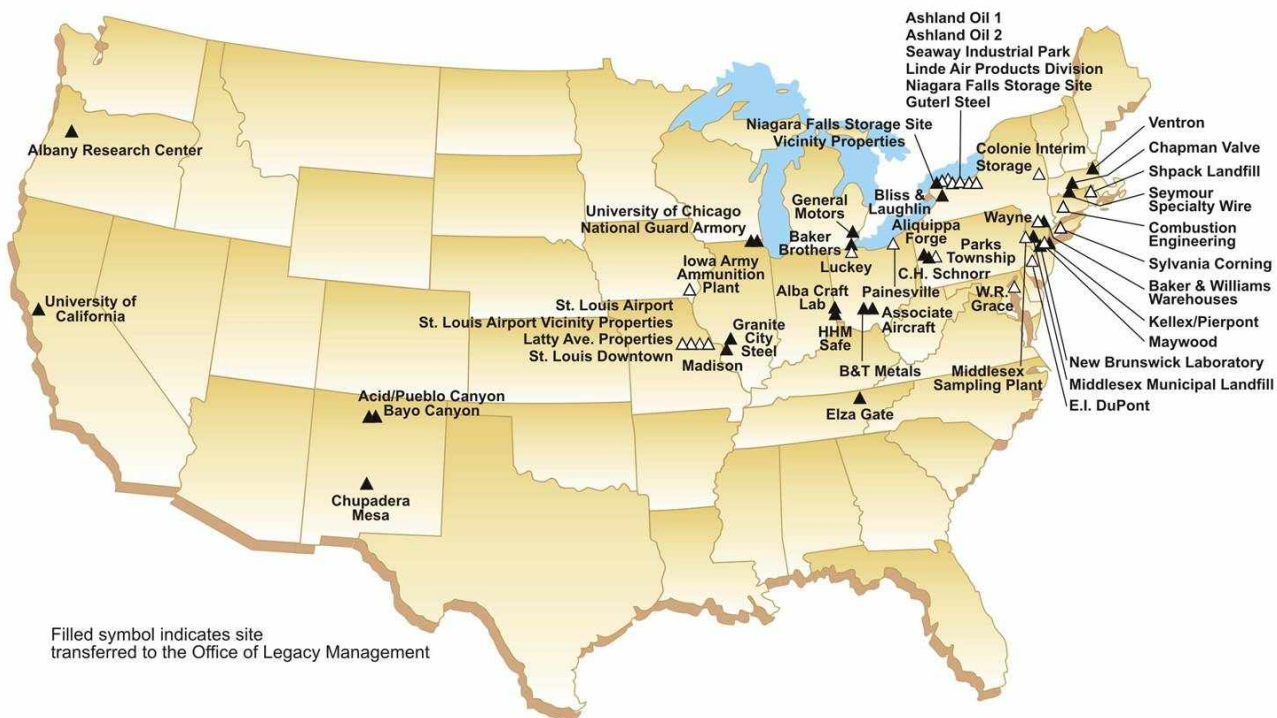 Ashland Oil 1
Ashland Oil 2
Seaway Industrial Park
Linde Air Products Division
Niagara Falls Storage Site
Guterl Steel
Niagara Falls Storage Site
Vicinity Properties
Colonie Interim
Storage
Ventron
Chapman Valve
Shpack Landfill
Seymour
Specialty Wire
Combustion
Engineering
Sylvania Corning
Baker & Williams
Warehouses
Kellex/Pierpont
Maywood
New Brunswick Laboratory
Middlesex Municipal Landfill
E.I. DuPont
Albany Research Center
General
Motors
Bliss &
Laughlin
Wayne
University of Chicago
National Guard Armory
Baker
Brothers
Aliquippa
Forge
Parks
Township
Luckey
C.H. Schnorr
Iowa Army
Ammunition
Plant
University of
California
Alba Craft
Lab
Painesville
W.R.
Grace
St. Louis Airport
St. Louis Airport Vicinity Properties
Latty Ave. Properties
St. Louis Downtown
Granite
City
Steel
Madison
HHM
Safe
Associate
Aircraft
B&T Metals
Middlesex
Sampling Plant
Acid/Pueblo Canyon
Bayo Canyon
Elza Gate
Chupadera
Mesa
Filled symbol indicates site
transferred to the Office of Legacy Management